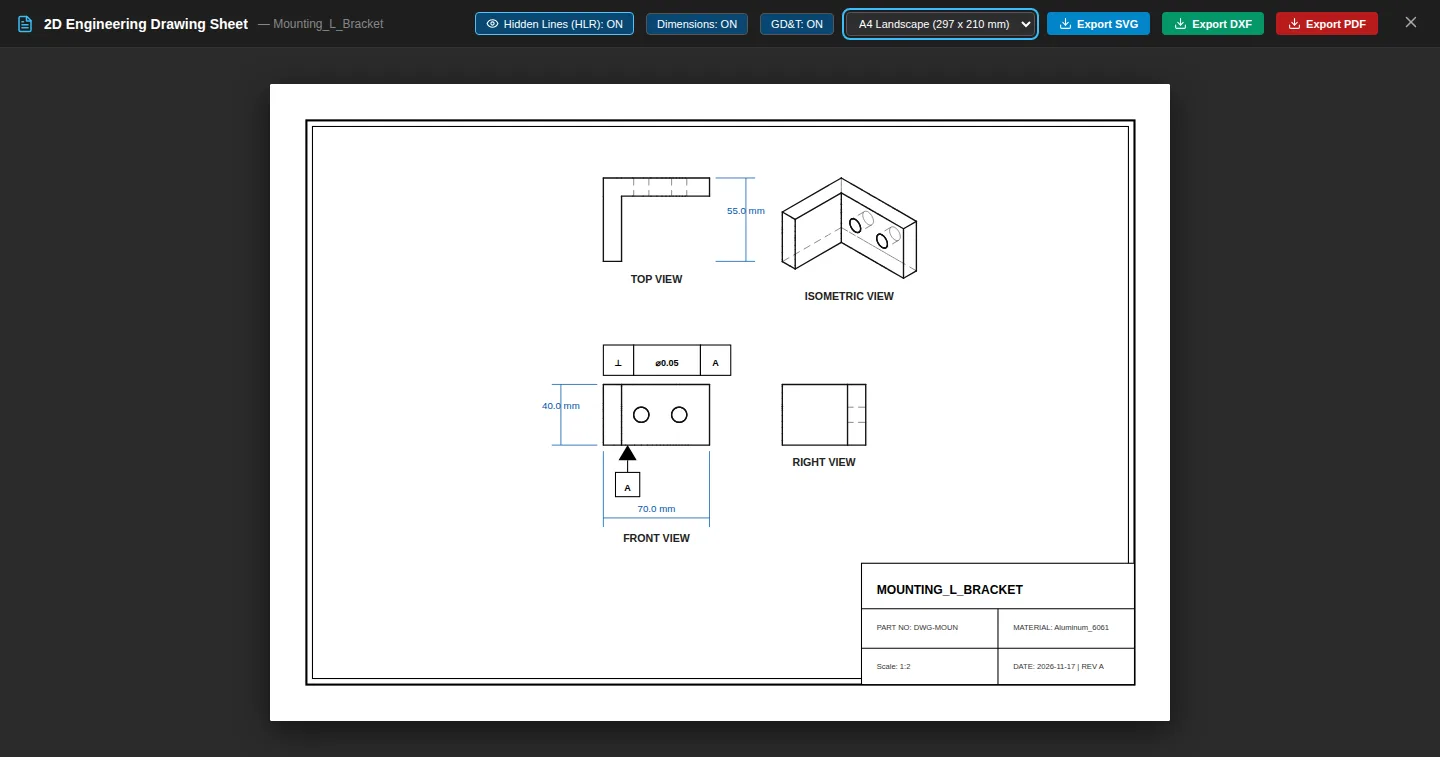 2D Engineering Drawing Sheet — Mounting_L_Bracket Hidden Lines (HLR): ON Dimensions: ON GD&T: ON A4 Landscape (297 x 210 mm) Export SVG Export DXF Export PDF
55.0 mm
TOP VIEW
ISOMETRIC VIEW
⊥ ⌀0.05 A
40.0 mm
RIGHT VIEW
A
70.0 mm
FRONT VIEW
MOUNTING_L_BRACKET
PART NO: DWG-MOUN MATERIAL: Aluminum_6061
Scale: 1:2 DATE: 2026-11-17 | REV A